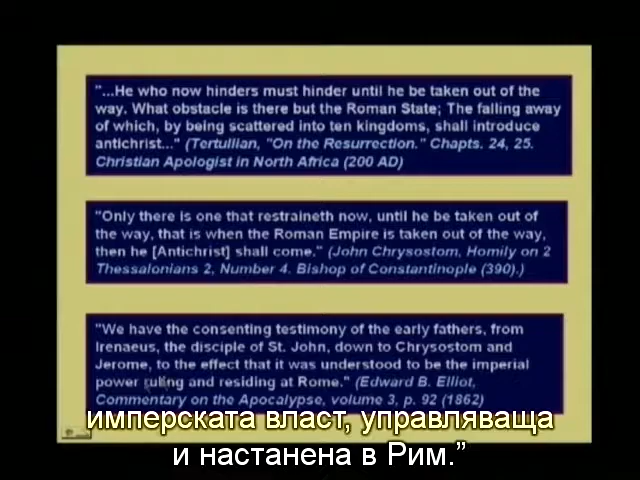 "...He who now hinders must hinder until he be taken out of the
way. What obstacle is there but the Roman State; The falling away
of which, by being scattered into ten kingdoms, shall introduce
antichrist..." (Tertullian, "On the Resurrection." Chapts. 24, 25.
Christian Apologist in North Africa (200 AD)
"Only there is one that restraineth now, until he be taken out of
the way, that is when the Roman Empire is taken out of the way,
then he [Antichrist] shall come." (John Chrysostom, Homily on 2
Thessalonians 2, Number 4. Bishop of Constantinople (390).)
"We have the consenting testimony of the early fathers, from
Irenaeus, the disciple of St. John, down to Chrysostom and
Jerome, to the effect that it was understood to be the imperial
power ruling and residing at Rome." (Edward B. Elliot,
Commentary on the Apocalypse, volume 3, p. 92 (1862)
имперската власт, управляваща
и настанена в Рим.”